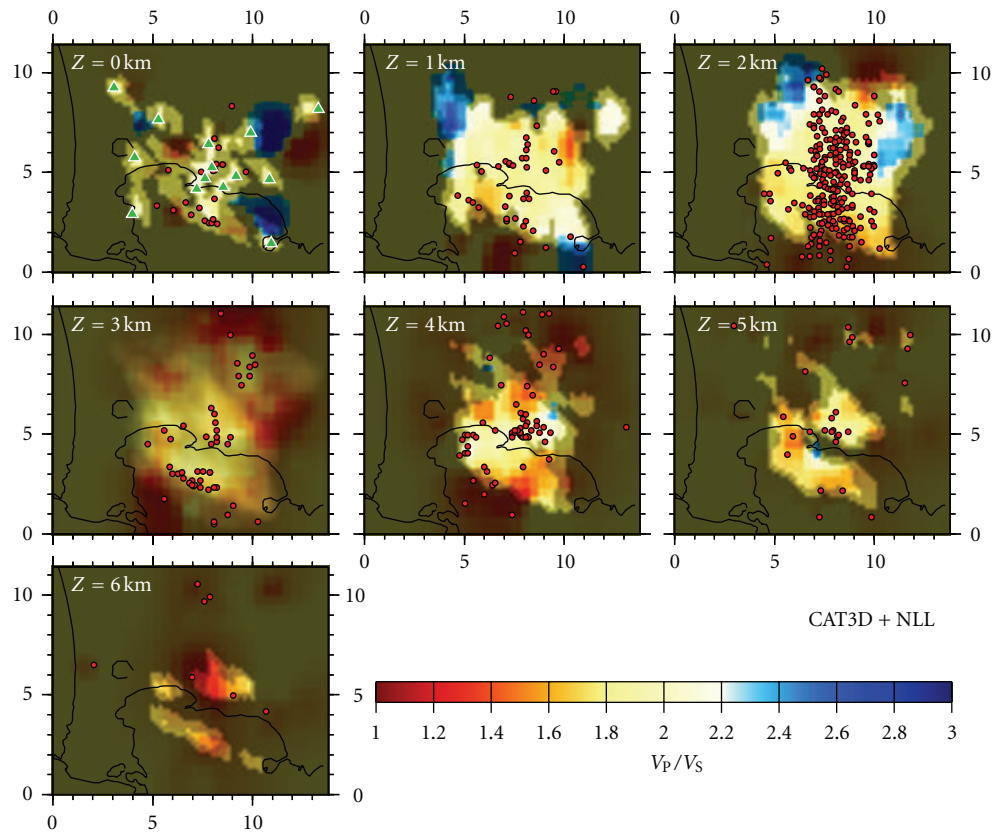 0 5 10 0 5 10 0 5 10
10 Z = 0 km Z = 1 km Z = 2 km 10
5 5
0 0
10 Z = 3 km Z = 4 km Z = 5 km 10
5 5
0 0
10 Z = 6 km 10 0 5 10 0 5 10
CAT3D + NLL
5 5
1 1.2 1.4 1.6 1.8 2 2.2 2.4 2.6 2.8 3
VP/VS
0 0
0 5 10